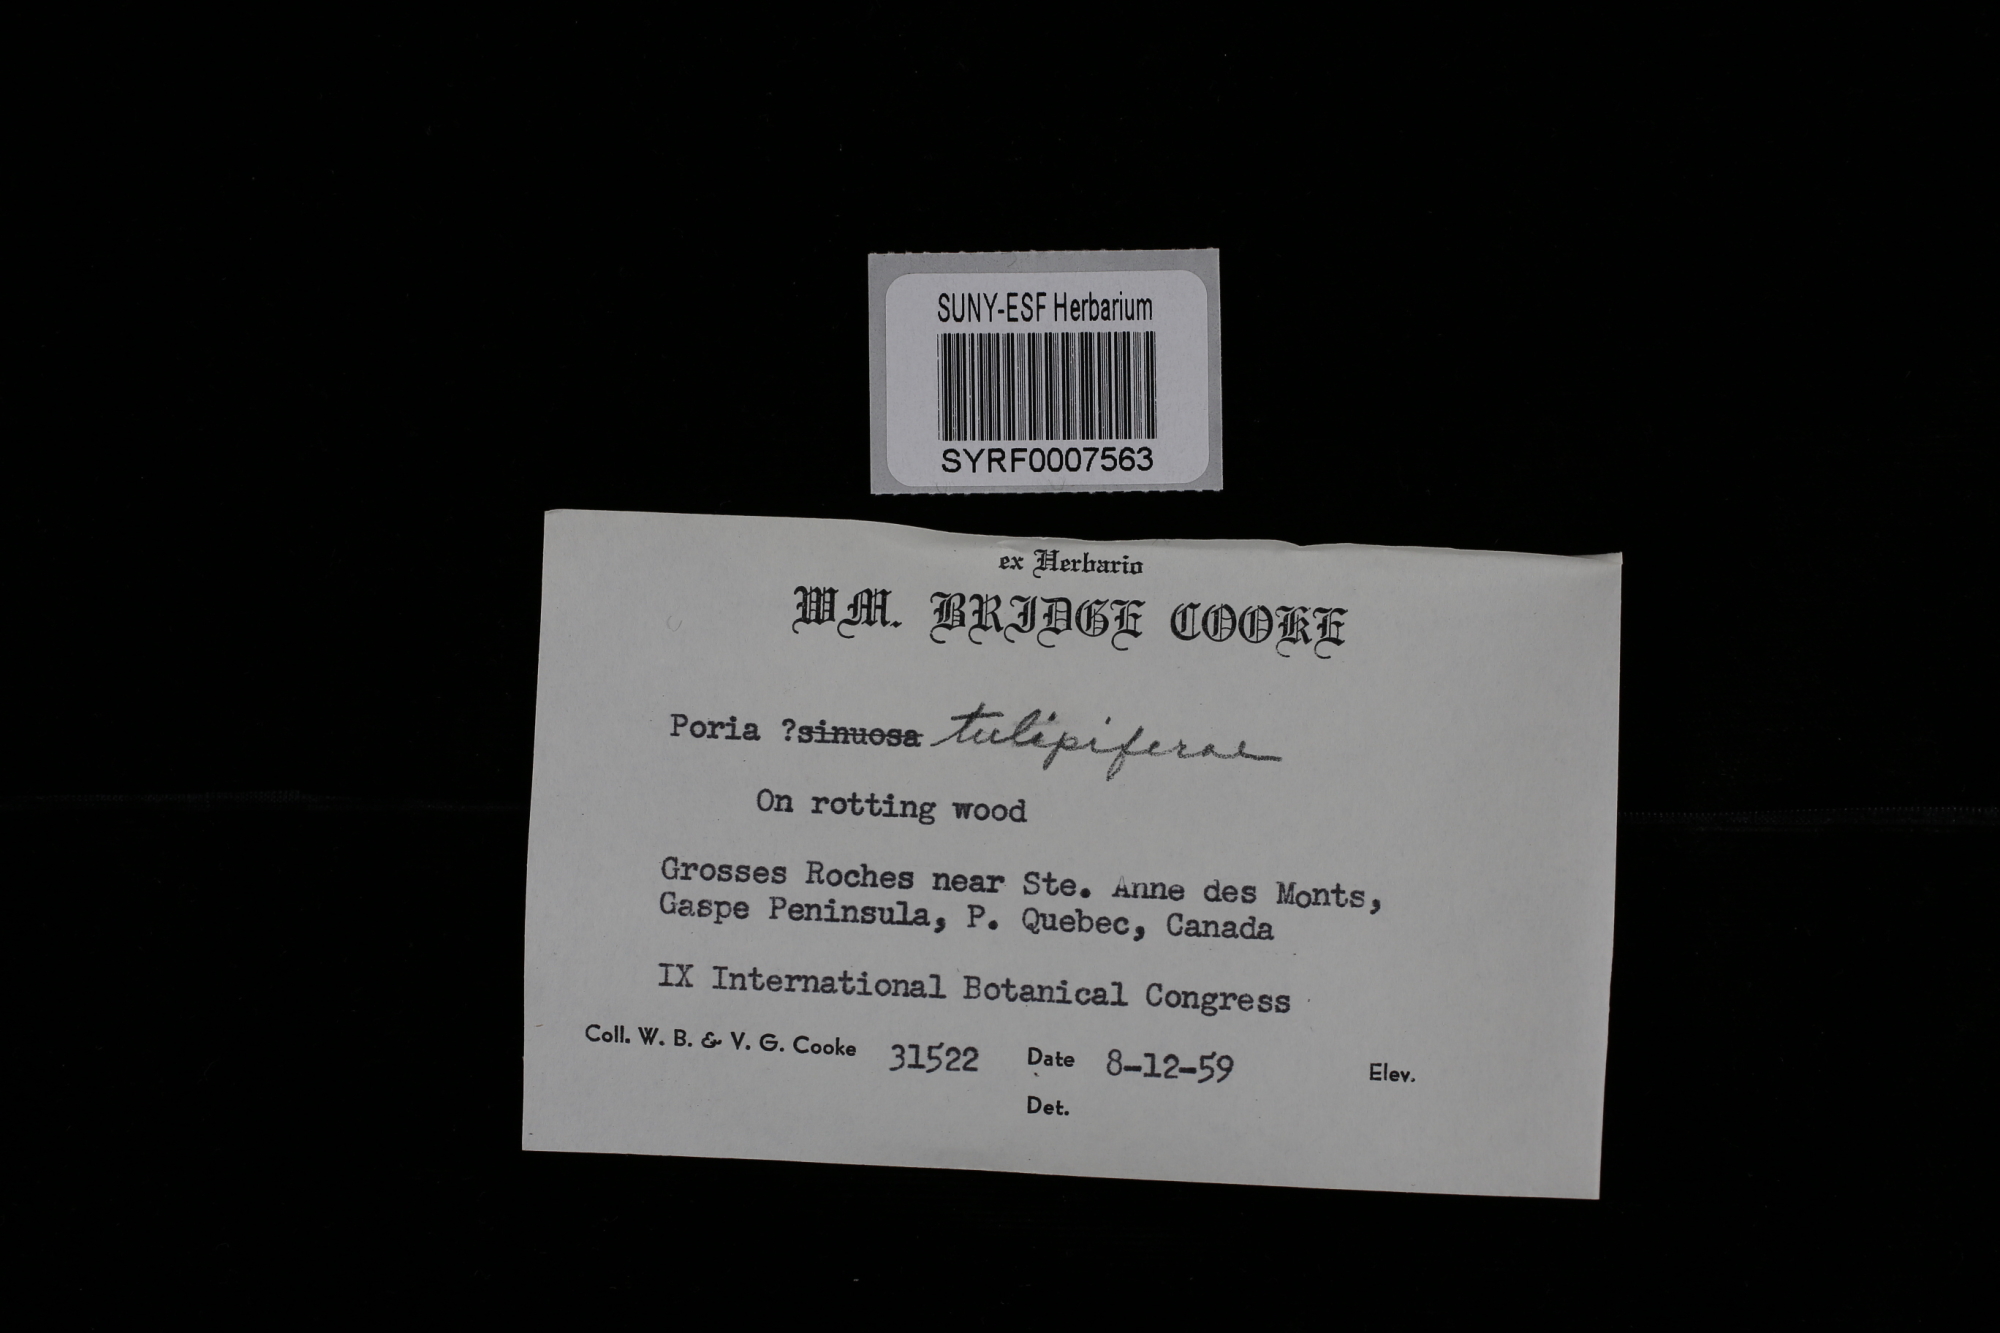 SUNY-ESF Herbarium
SYRF0007563
ex Herbario
WM. BRIDGE COOKE
Poria ?sinuosa tulipiferae
On rotting wood
Grosses Roches near Ste. Anne des Monts,
Gaspe Peninsula, P. Quebec, Canada
IX International Botanical Congress
Coll. W. B. & V. G. Cooke 31522 Date 8-12-59 Elev.
Det.